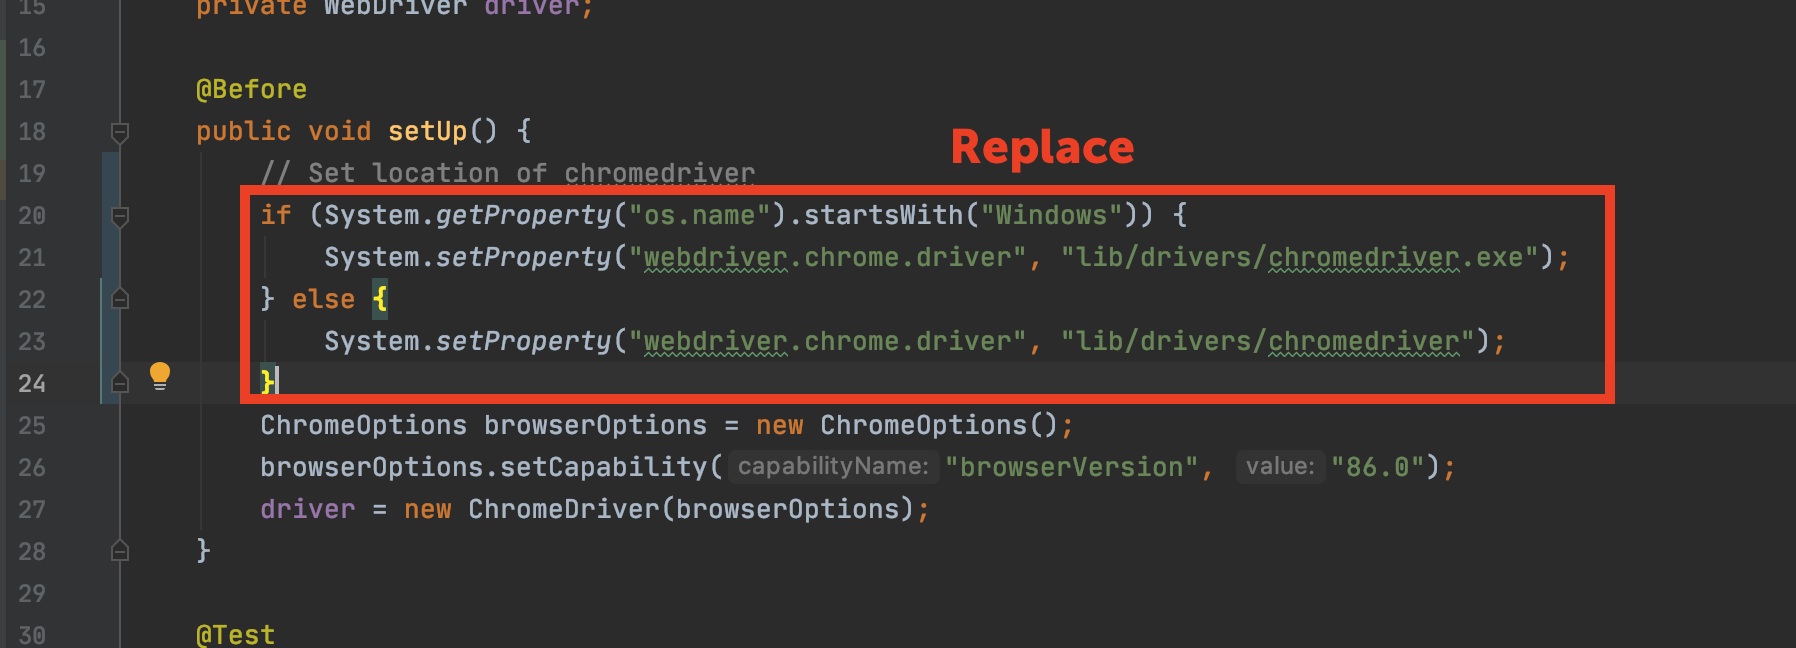 15 private WebDriver driver;
16
17 @Before
18 public void setUp() {
Replace
19 // Set location of chromedriver
20 if (System.getProperty("os.name").startsWith("Windows")) {
21 System.setProperty("webdriver.chrome.driver", "lib/drivers/chromedriver.exe");
22 } else {
23 System.setProperty("webdriver.chrome.driver", "lib/drivers/chromedriver");
24 }
25 ChromeOptions browserOptions = new ChromeOptions();
26 browserOptions.setCapability( capabilityName: "browserVersion", value: "86.0");
27 driver = new ChromeDriver(browserOptions);
28 }
29
30 @Test